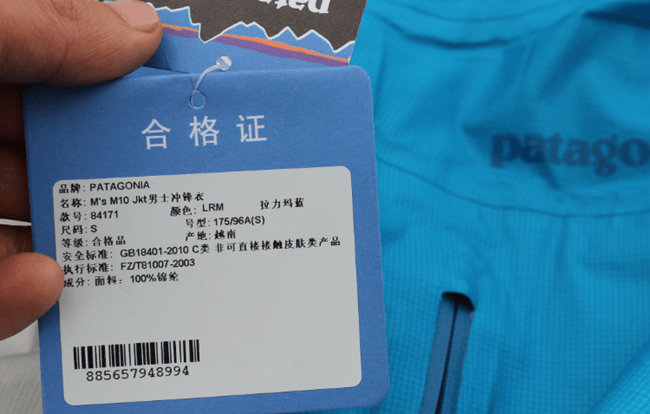 合格证
品牌: PATAGONIA
名称: M's M10 Jkt男士冲锋衣
款号: 84171 颜色: LRM 拉力玛蓝
尺码: S 号型: 175/96A(S)
等级: 合格品 产地: 越南
安全标准: GB18401-2010 C类 非可直接接触皮肤类产品
执行标准: FZ/T81007-2003
成分: 面料: 100%锦纶
885657948994
patago